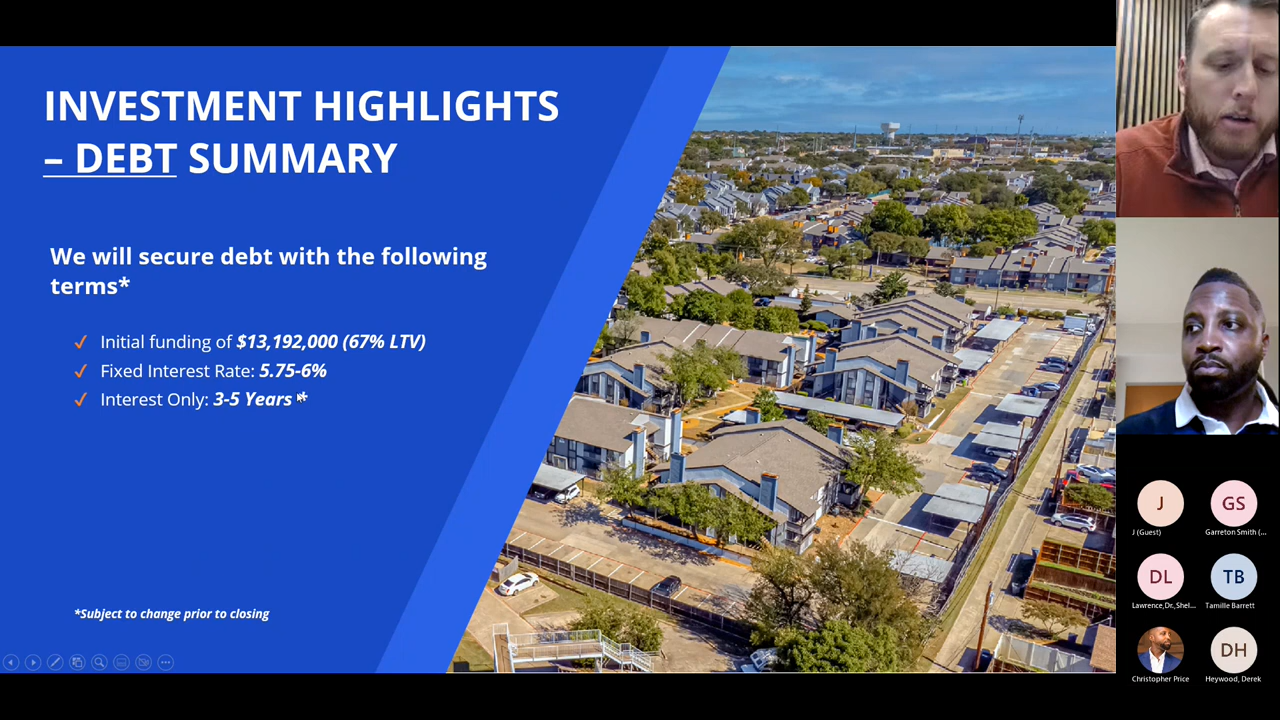 INVESTMENT HIGHLIGHTS
– DEBT SUMMARY
We will secure debt with the following
terms*
✓ Initial funding of $13,192,000 (67% LTV)
✓ Fixed Interest Rate: 5.75-6%
✓ Interest Only: 3-5 Years *
*Subject to change prior to closing
J
GS
J (Guest)
Garreton Smith (...
DL
TB
Lawrence,Dr.,Shel...
Tamille Barrett
DH
Christopher Price
Heywood, Derek